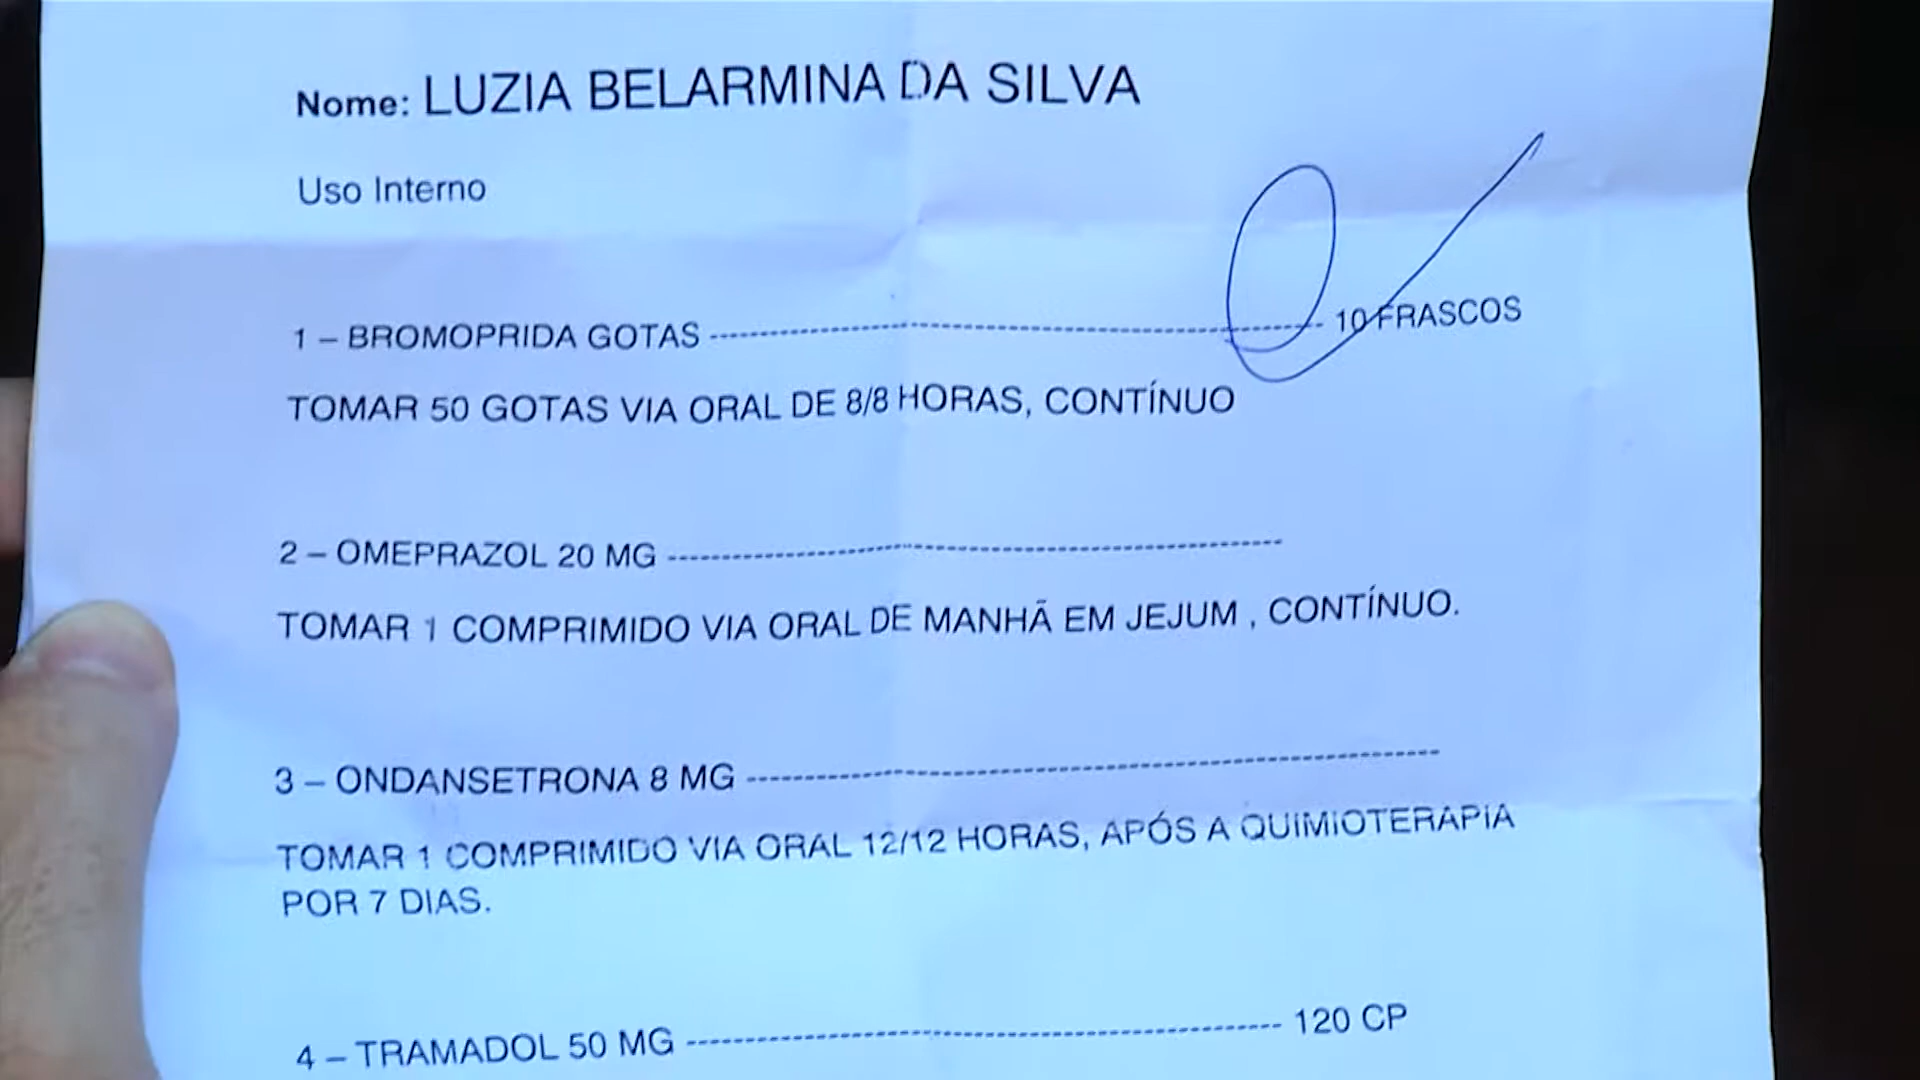 Nome: LUZIA BELARMINA DA SILVA
Uso Interno
1 – BROMOPRIDA GOTAS ------------------------------------------------ 10 FRASCOS
TOMAR 50 GOTAS VIA ORAL DE 8/8 HORAS, CONTÍNUO
2 – OMEPRAZOL 20 MG ------------------------------------------------
TOMAR 1 COMPRIMIDO VIA ORAL DE MANHÃ EM JEJUM , CONTÍNUO.
3 – ONDANSETRONA 8 MG ------------------------------------------------
TOMAR 1 COMPRIMIDO VIA ORAL 12/12 HORAS, APÓS A QUIMIOTERAPIA
POR 7 DIAS.
4 – TRAMADOL 50 MG ------------------------------------------------ 120 CP